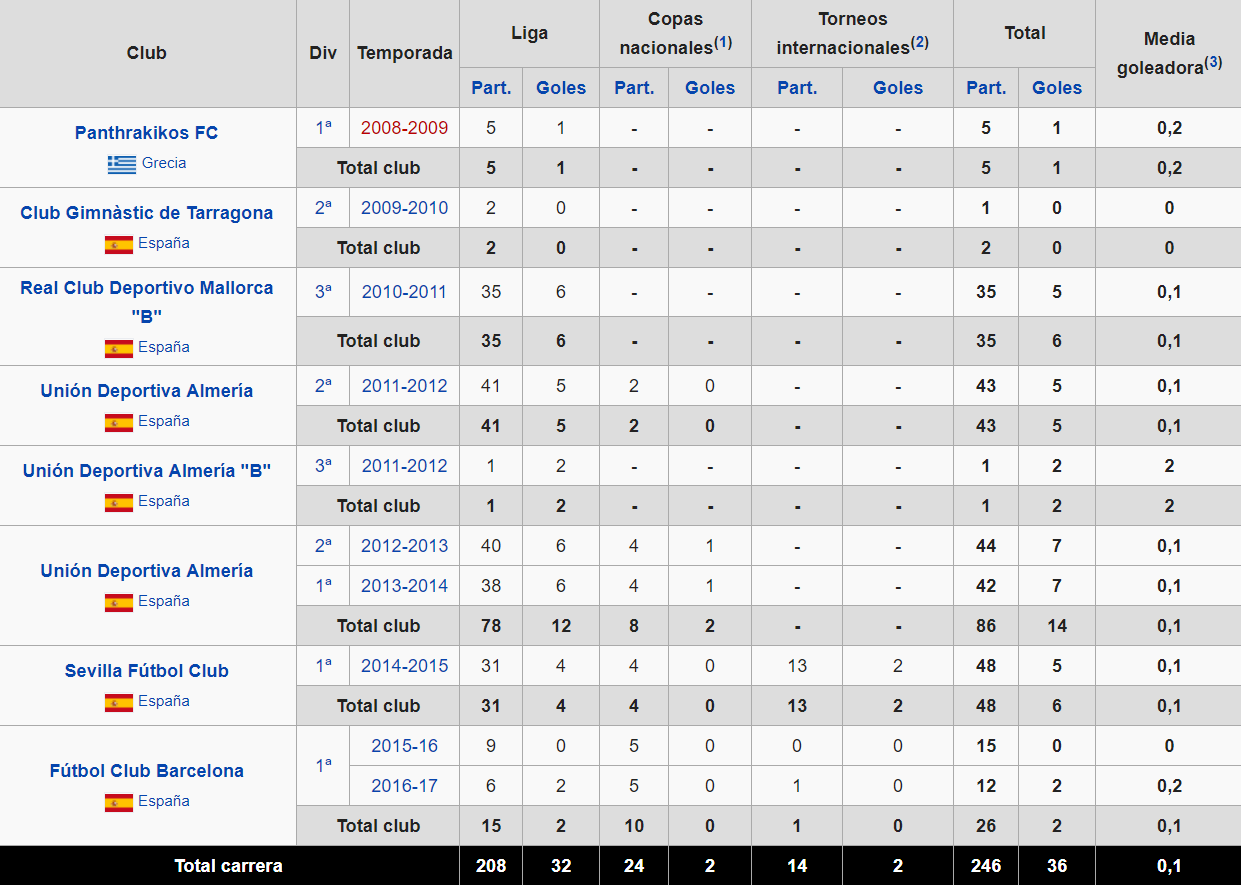 Club Div Temporada Liga Copas nacionales(1) Torneos internacionales(2) Total Media goleadora(3)
Part. Goles Part. Goles Part. Goles Part. Goles
Panthrakikos FC
Grecia
1ª 2008-2009 5 1 - - - - 5 1 0,2
Total club 5 1 - - - - 5 1 0,2
Club Gimnàstic de Tarragona
España
2ª 2009-2010 2 0 - - - - 1 0 0
Total club 2 0 - - - - 2 0 0
Real Club Deportivo Mallorca
"B"
España
3ª 2010-2011 35 6 - - - - 35 5 0,1
Total club 35 6 - - - - 35 6 0,1
Unión Deportiva Almería
España
2ª 2011-2012 41 5 2 0 - - 43 5 0,1
Total club 41 5 2 0 - - 43 5 0,1
Unión Deportiva Almería "B"
España
3ª 2011-2012 1 2 - - - - 1 2 2
Total club 1 2 - - - - 1 2 2
Unión Deportiva Almería
España
2ª 2012-2013 40 6 4 1 - - 44 7 0,1
1ª 2013-2014 38 6 4 1 - - 42 7 0,1
Total club 78 12 8 2 - - 86 14 0,1
Sevilla Fútbol Club
España
1ª 2014-2015 31 4 4 0 13 2 48 5 0,1
Total club 31 4 4 0 13 2 48 6 0,1
Fútbol Club Barcelona
España
1ª 2015-16 9 0 5 0 0 0 15 0 0
2016-17 6 2 5 0 1 0 12 2 0,2
Total club 15 2 10 0 1 0 26 2 0,1
Total carrera 208 32 24 2 14 2 246 36 0,1